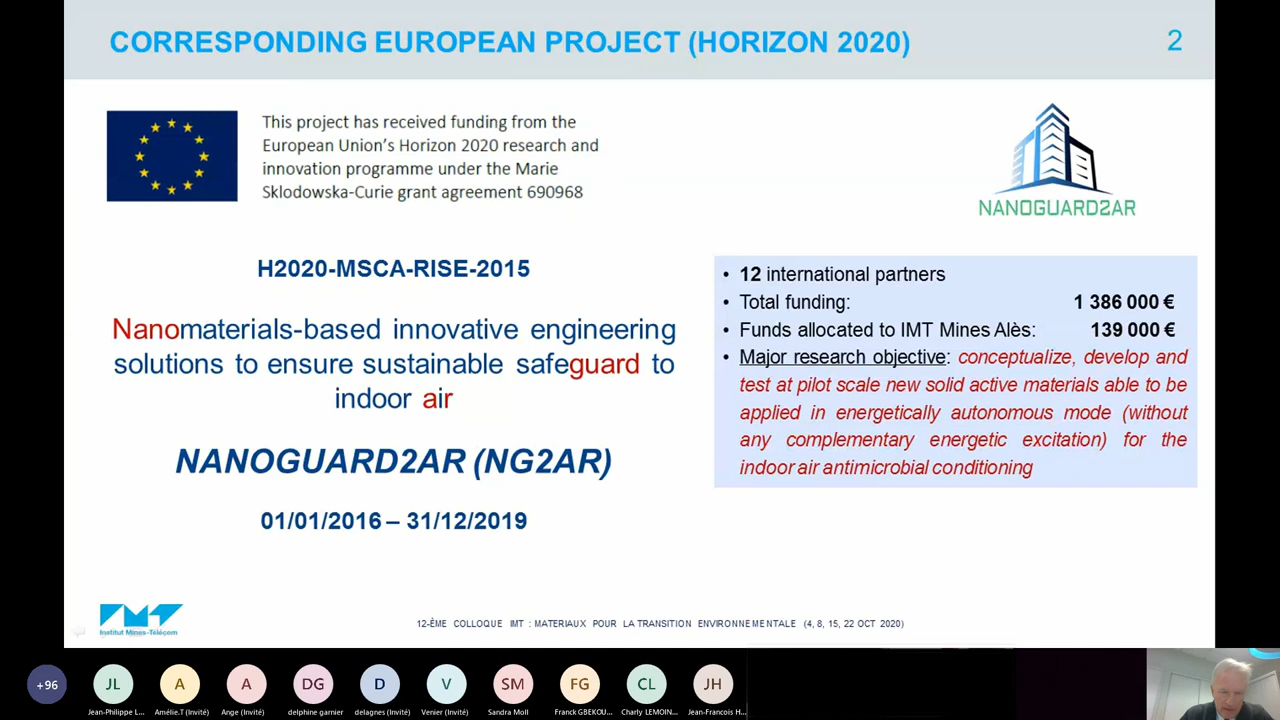 CORRESPONDING EUROPEAN PROJECT (HORIZON 2020)
2
This project has received funding from the
European Union's Horizon 2020 research and
innovation programme under the Marie
Sklodowska-Curie grant agreement 690968
NANOGUARD2AR
H2020-MSCA-RISE-2015
Nanomaterials-based innovative engineering
solutions to ensure sustainable safeguard to
indoor air
NANOGUARD2AR (NG2AR)
01/01/2016 – 31/12/2019
• 12 international partners
• Total funding: 1 386 000 €
• Funds allocated to IMT Mines Alès: 139 000 €
• Major research objective: conceptualize, develop and
test at pilot scale new solid active materials able to be
applied in energetically autonomous mode (without
any complementary energetic excitation) for the
indoor air antimicrobial conditioning
IMT
Institut Mines-Télécom
12-ÈME COLLOQUE IMT : MATERIAUX POUR LA TRANSITION ENVIRONNEMENTALE (4, 8, 15, 22 OCT 2020)
+96
JL
A
A
DG
D
V
SM
FG
CL
JH
Jean-Philippe L...
Amélie.T (Invité)
Ange (Invité)
delphine garnier
delagnes (Invité)
Venier (Invité)
Sandra Moll
Franck GBEKOU...
Charly LEMOIN...
Jean-Francois H...